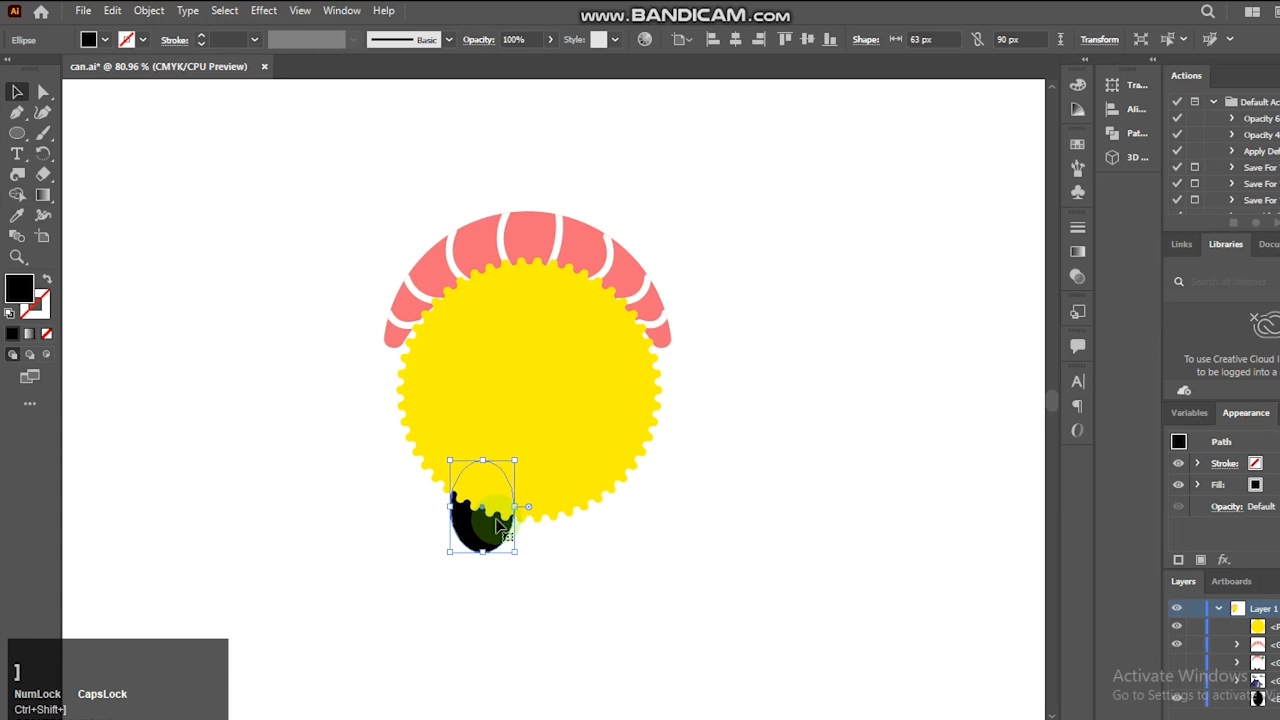 www.BANDICAM.com
Ai File Edit Object Type Select Effect View Window Help
Ellipse Stroke: Basic Opacity: 100% Style: Shape: 63 px 90 px Transform
can.ai* @ 80.96 % (CMYK/CPU Preview) ×
Actions
Tra...
Default Ac
Ali...
Opacity 6
Pat...
Opacity 4
Apply Def
3D ...
Save For
Save For
Save For
Links Libraries Docu
Search all libraries
To use Creative Cloud
to be logged into a
Variables Appearance
Path
Stroke:
Fill:
Opacity: Default
fx.
Layers Artboards
Layer 1
<P
<G
<G
<G
<E
Activate Windows
Go to Settings to activate
]
NumLock CapsLock
Ctrl+Shift+]